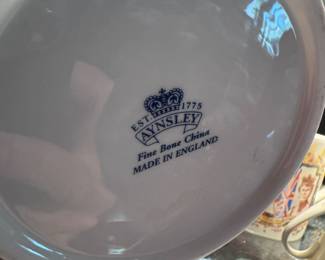 EST. 1775
AYNSLEY
Fine Bone China
MADE IN ENGLAND